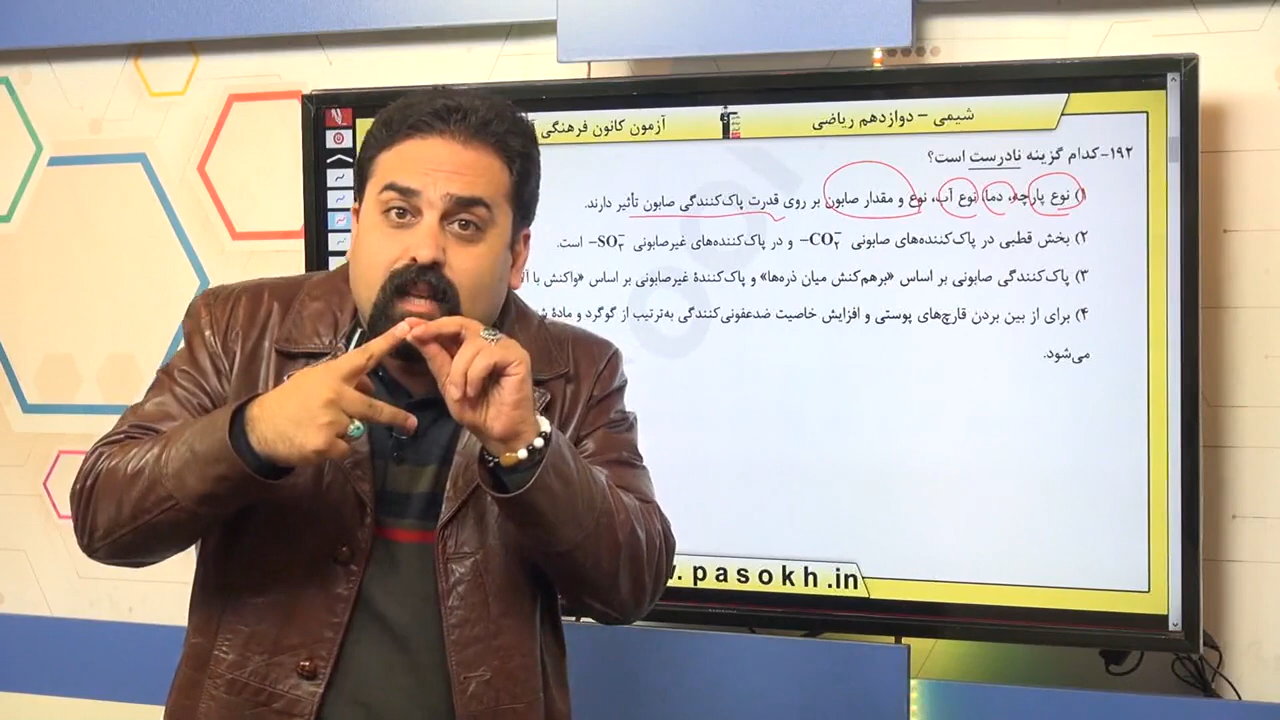 شیمی – دوازدهم ریاضی
آزمون کانون فرهنگی
۱۹۲-کدام گزینه نادرست است؟
۱) نوع پارچه، دما، نوع آب، نوع و مقدار صابون بر روی قدرت پاک‌کنندگی صابون تأثیر دارند.
۲) بخش قطبی در پاک‌کننده‌های صابونی –CO₂⁻ و در پاک‌کننده‌های غیرصابونی –SO₃⁻ است.
۳) پاک‌کنندگی صابونی بر اساس «برهم‌کنش میان ذره‌ها» و پاک‌کنندهٔ غیرصابونی بر اساس «واکنش با
۴) برای از بین بردن قارچ‌های پوستی و افزایش خاصیت ضدعفونی‌کنندگی به‌ترتیب از گوگرد و مادهٔ
می‌شود.
.pasokh.in